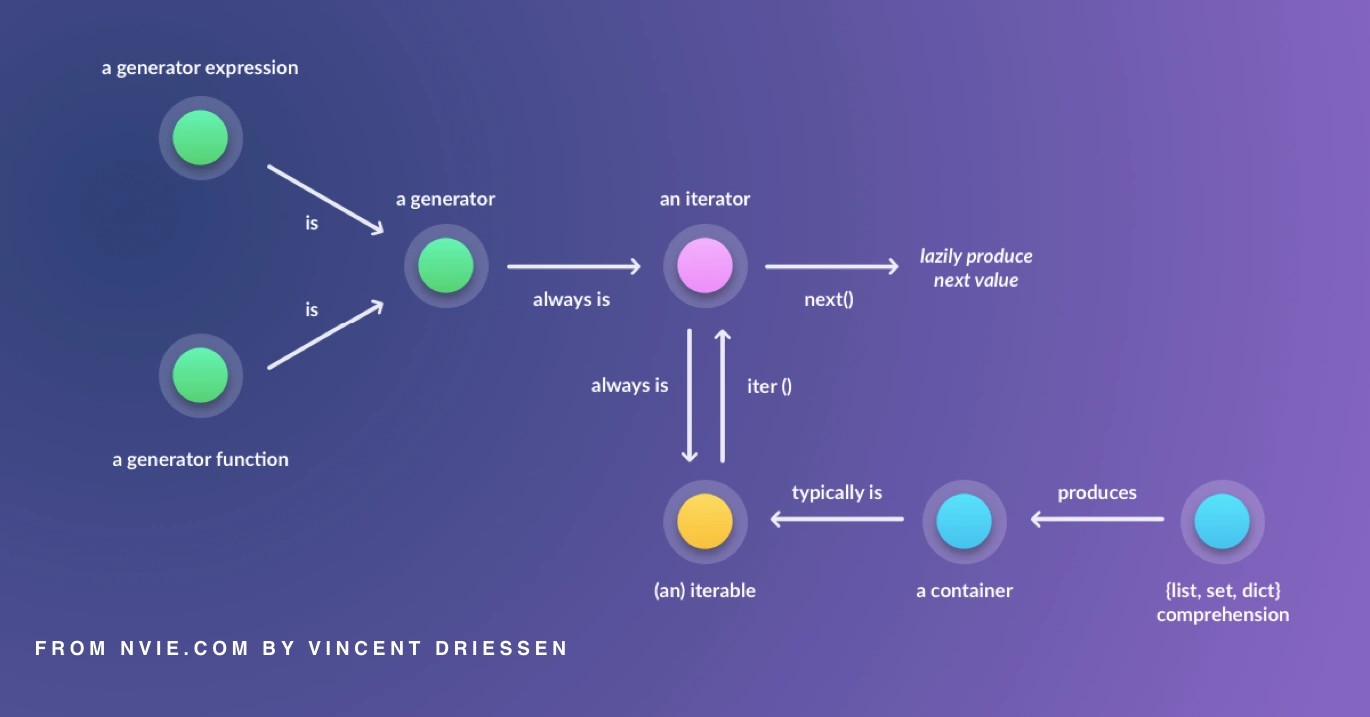 a generator expression
is
a generator
an iterator
lazily produce
next value
always is
next()
is
a generator function
always is
iter ()
typically is
produces
(an) iterable
a container
{list, set, dict}
comprehension
FROM NVIE.COM BY VINCENT DRIESSEN